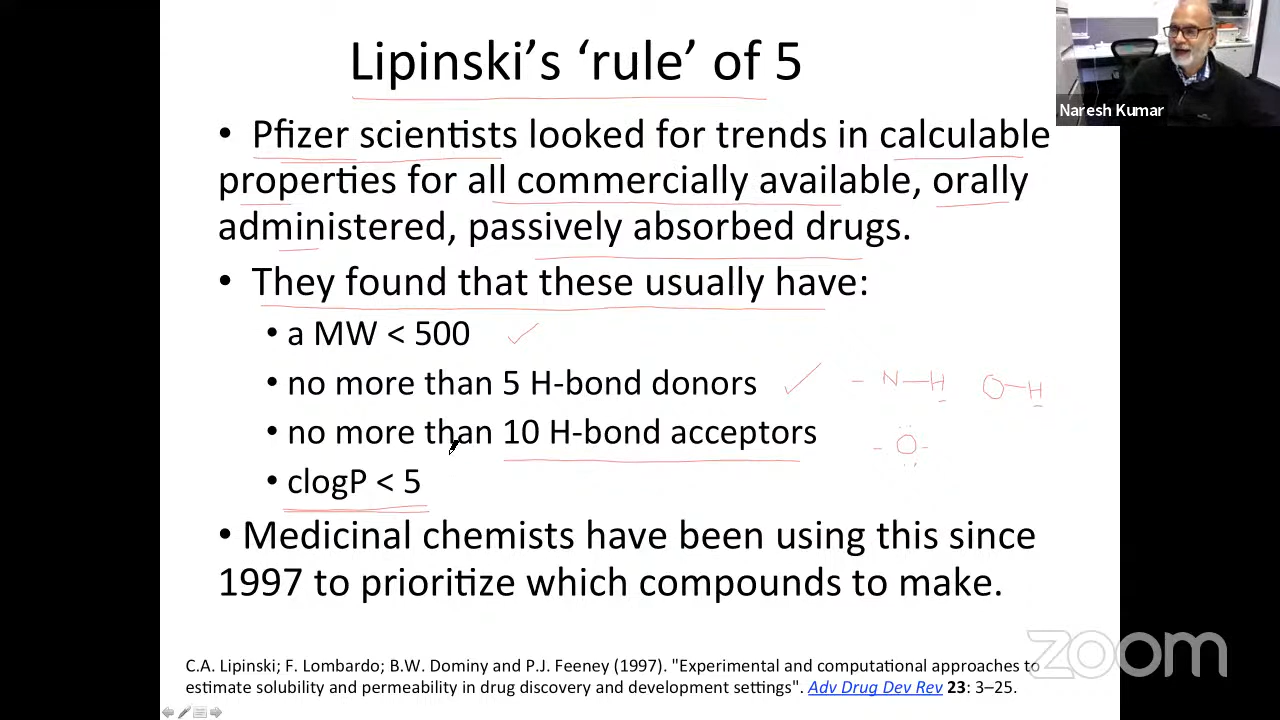 Lipinski's 'rule' of 5
Naresh Kumar
• Pfizer scientists looked for trends in calculable
properties for all commercially available, orally
administered, passively absorbed drugs.
• They found that these usually have:
• a MW < 500
• no more than 5 H-bond donors
– N–H O–H
• no more than 10 H-bond acceptors
– O –
• clogP < 5
• Medicinal chemists have been using this since
1997 to prioritize which compounds to make.
zoom
C.A. Lipinski; F. Lombardo; B.W. Dominy and P.J. Feeney (1997). "Experimental and computational approaches to
estimate solubility and permeability in drug discovery and development settings". Adv Drug Dev Rev 23: 3–25.